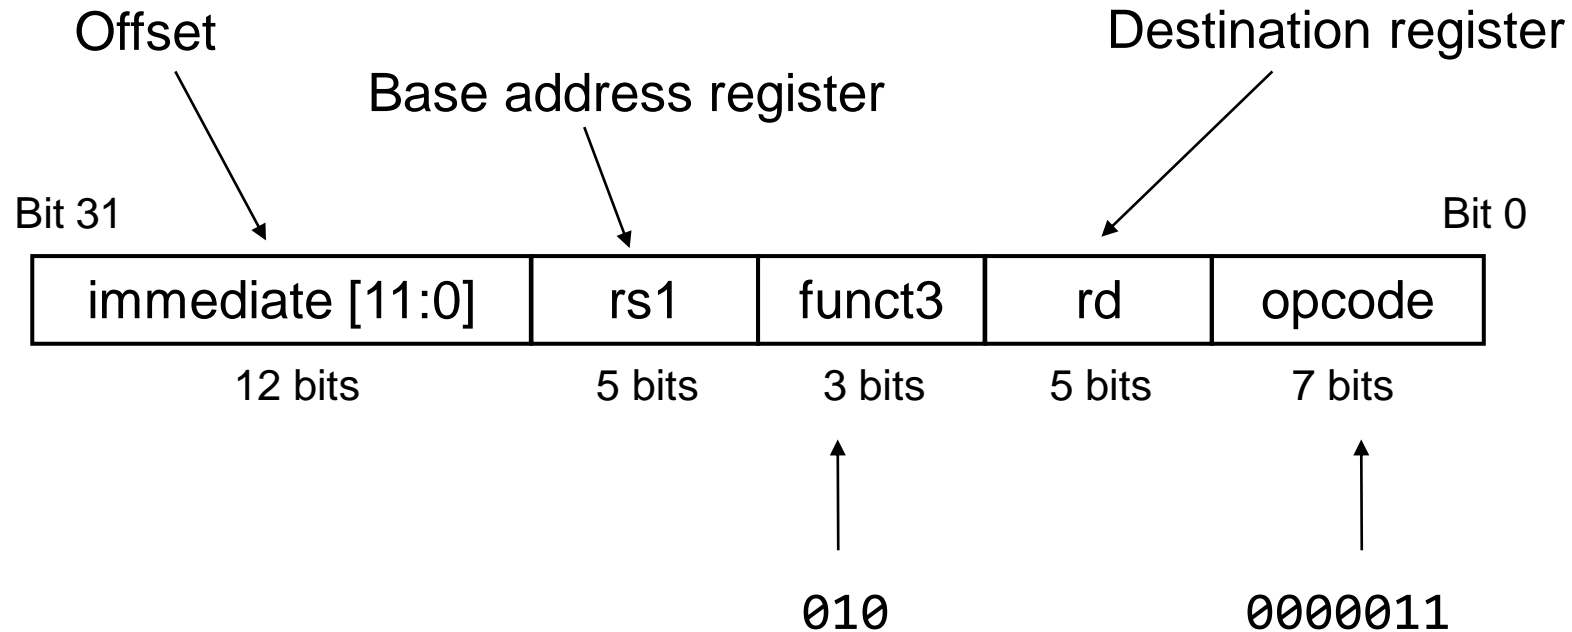 Offset
Destination register
Base address register
Bit 31
Bit 0
immediate [11:0]
rs1
funct3
rd
opcode
12 bits
5 bits
3 bits
5 bits
7 bits
010
0000011